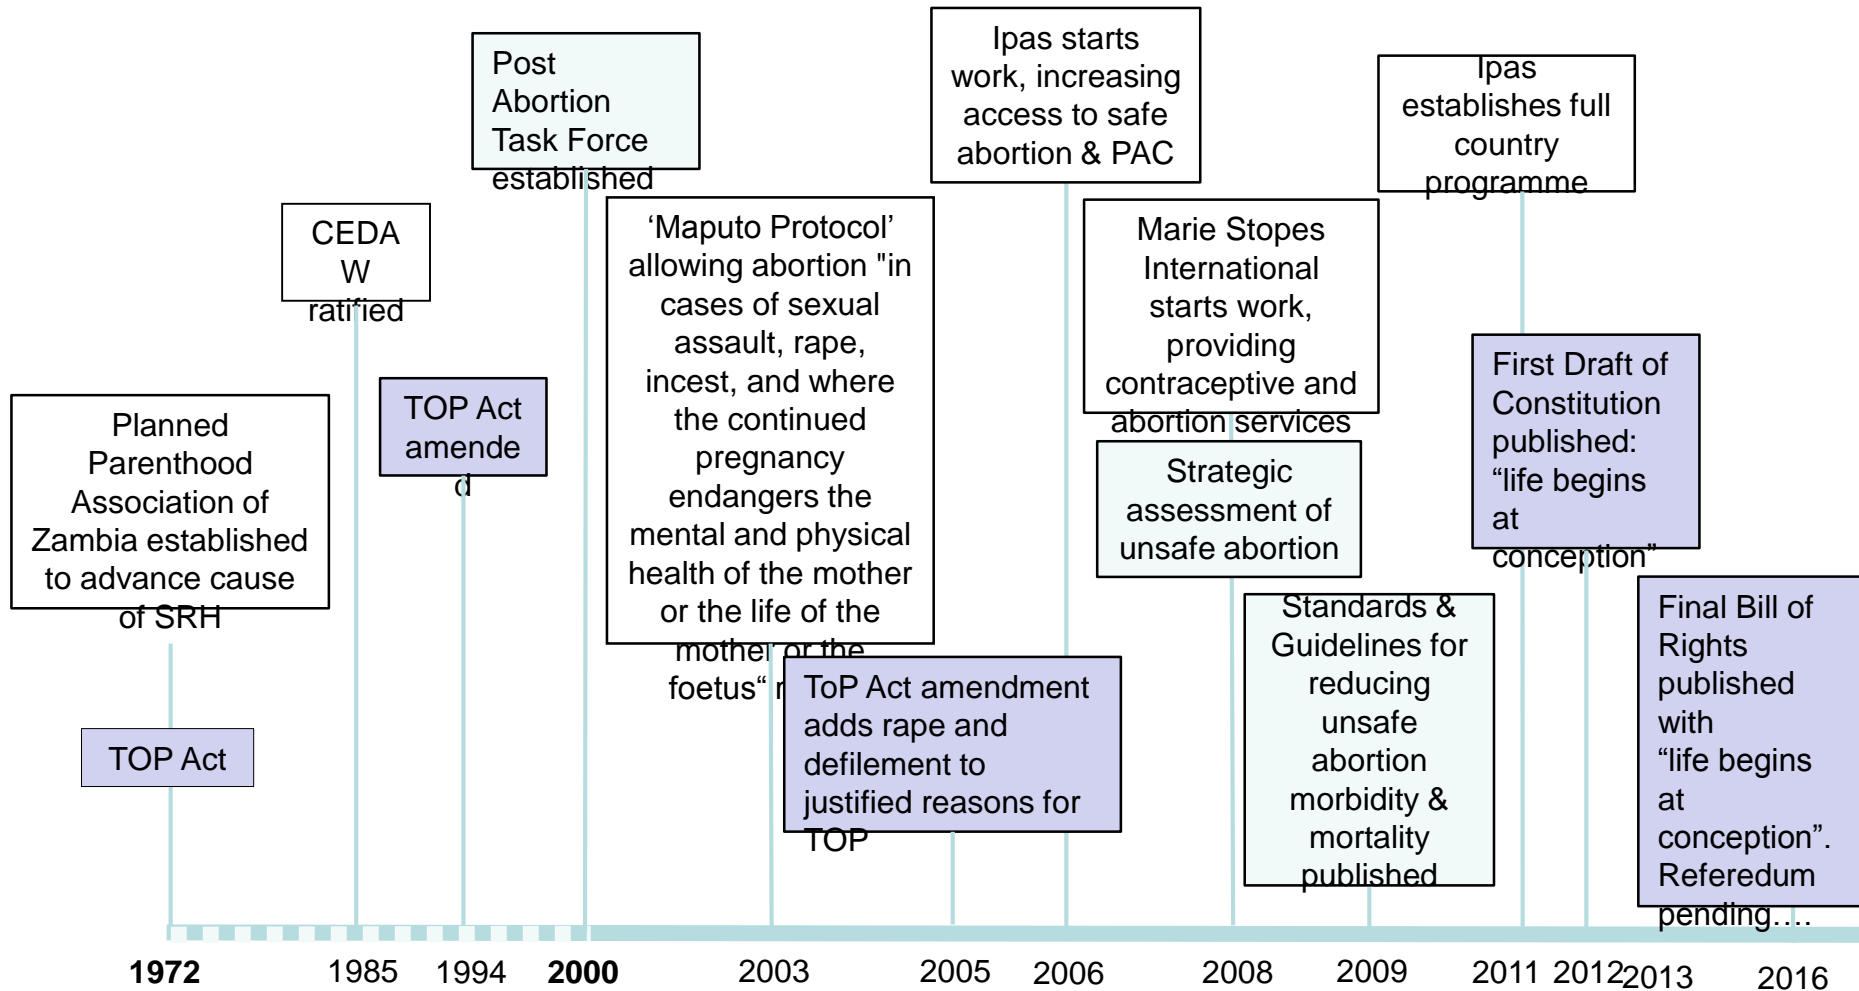 Planned
Parenthood
Association of
Zambia established
to advance cause
of SRH
TOP Act
CEDA
W
ratified
TOP Act
amende
d
Post
Abortion
Task Force
established
‘Maputo Protocol’
allowing abortion "in
cases of sexual
assault, rape,
incest, and where
the continued
pregnancy
endangers the
mental and physical
health of the mother
or the life of the
mother or the
foetus“
ToP Act amendment
adds rape and
defilement to
justified reasons for
TOP
Ipas starts
work, increasing
access to safe
abortion & PAC
Marie Stopes
International
starts work,
providing
contraceptive and
abortion services
Strategic
assessment of
unsafe abortion
Standards &
Guidelines for
reducing
unsafe
abortion
morbidity &
mortality
published
Ipas
establishes full
country
programme
First Draft of
Constitution
published:
“life begins
at
conception”
Final Bill of
Rights
published
with
“life begins
at
conception”.
Referedum
pending….
1972
1985
1994
2000
2003
2005
2006
2008
2009
2011
2012
2013
2016